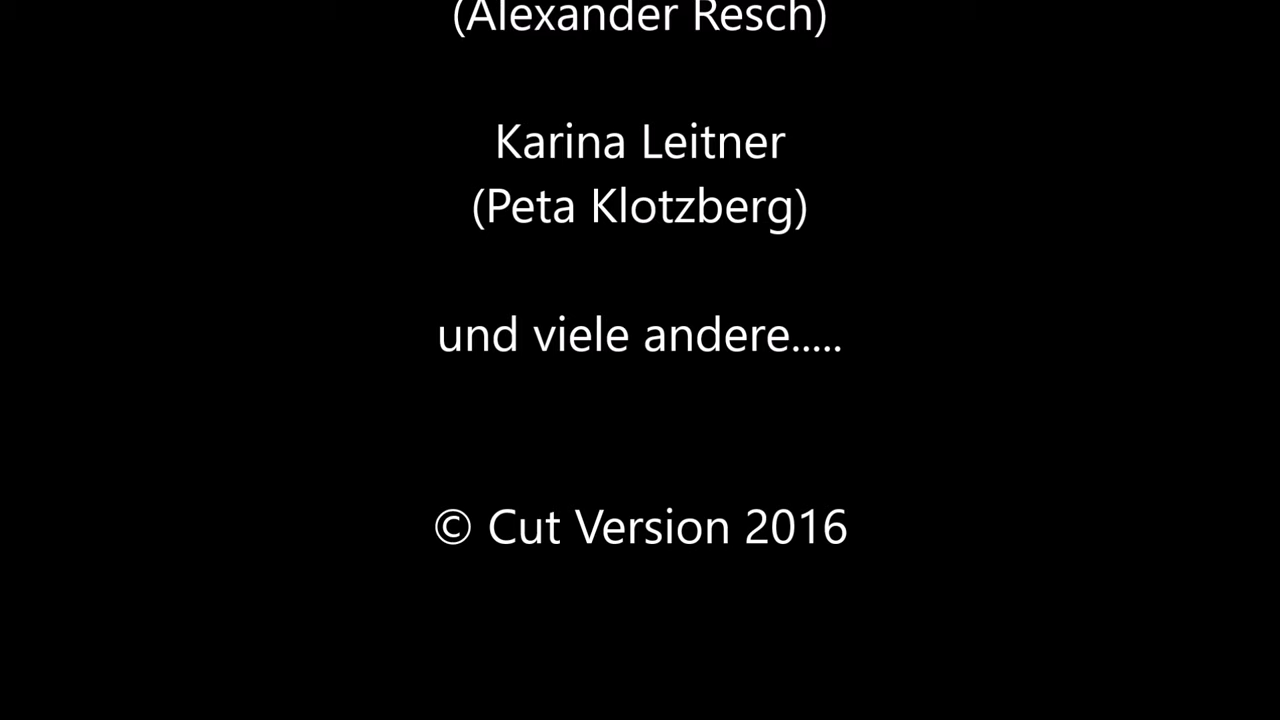 (Alexander Resch)
Karina Leitner
(Peta Klotzberg)
und viele andere.....
© Cut Version 2016